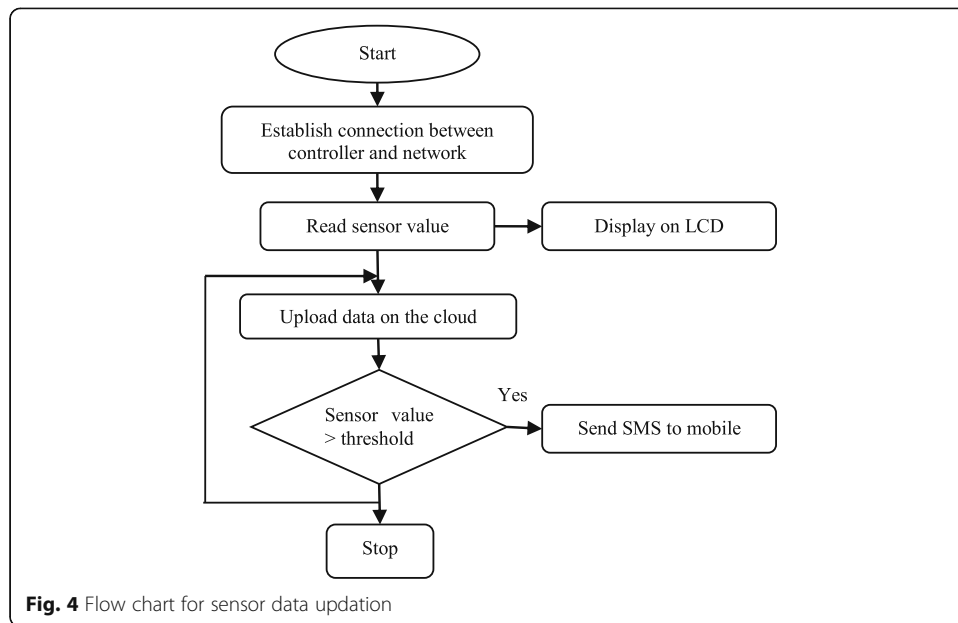 Start
Establish connection between
controller and network
Read sensor value
Display on LCD
Upload data on the cloud
Sensor value
> threshold
Yes
Send SMS to mobile
Stop
Fig. 4 Flow chart for sensor data updation